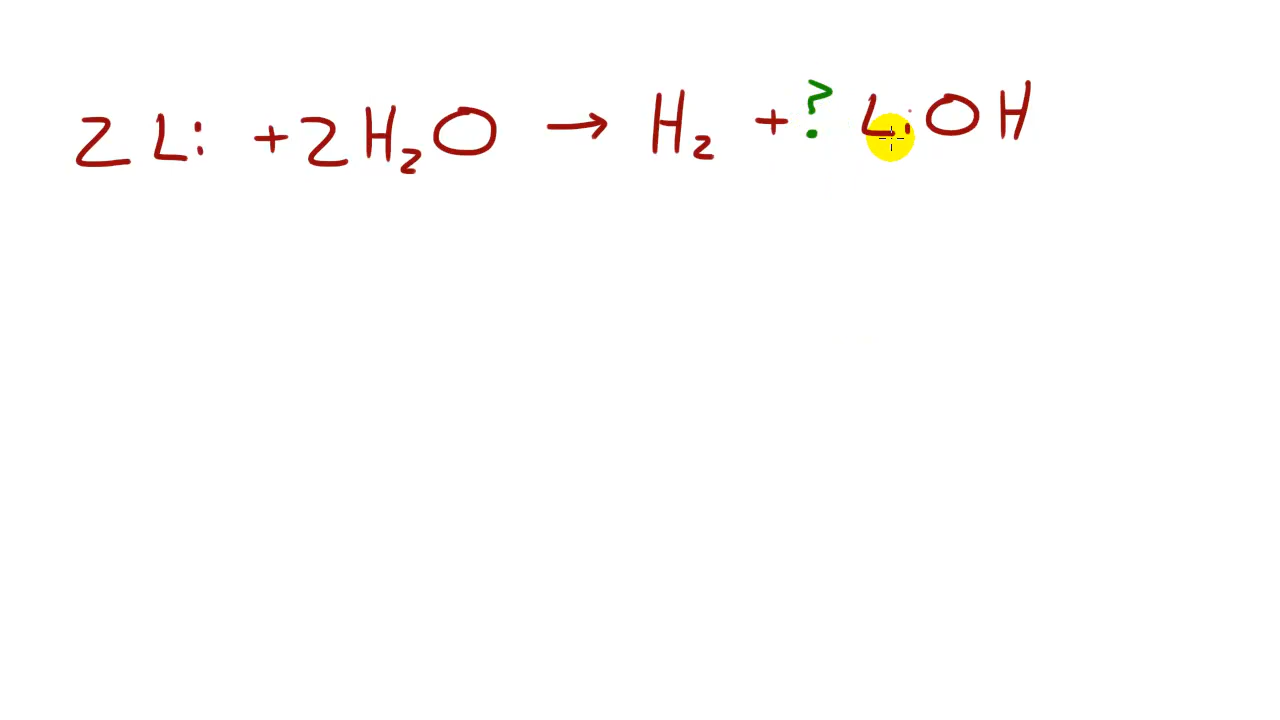 2 Li + 2 H₂O → H₂ + ? LiOH